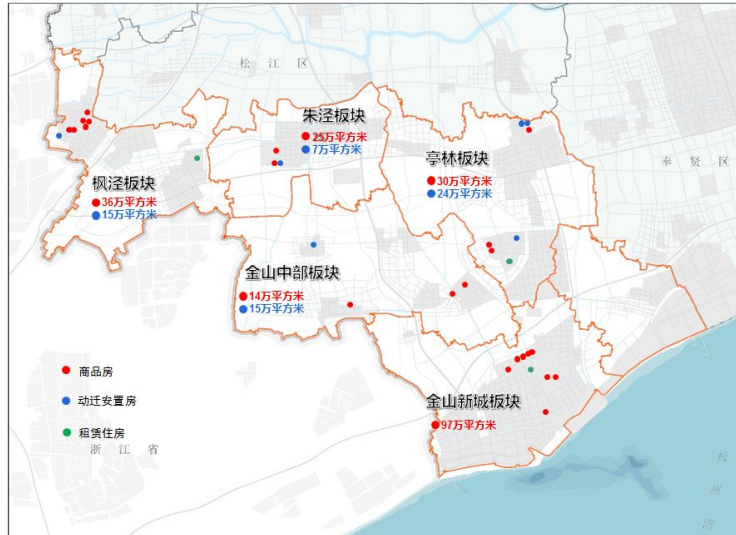 松江区
朱泾板块
25万平方米
7万平方米
亭林板块
30万平方米
24万平方米
奉贤区
枫泾板块
36万平方米
15万平方米
金山中部板块
14万平方米
15万平方米
商品房
动迁安置房
租赁住房
浙江省
金山新城板块
97万平方米
杭州湾